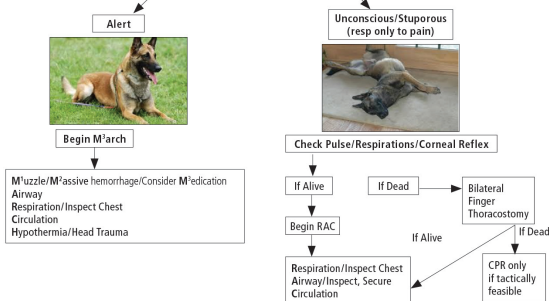 Alert
Unconscious/Stuporous
(resp only to pain)
Begin M³arch
Check Pulse/Respirations/Corneal Reflex
M¹uzzle/M²assive hemorrhage/Consider M³edication
Airway
Respiration/Inspect Chest
Circulation
Hypothermia/Head Trauma
If Alive
If Dead
Bilateral
Finger
Thoracostomy
Begin RAC
If Alive
If Dead
Respiration/Inspect Chest
Airway/Inspect, Secure
Circulation
CPR only
if tactically
feasible